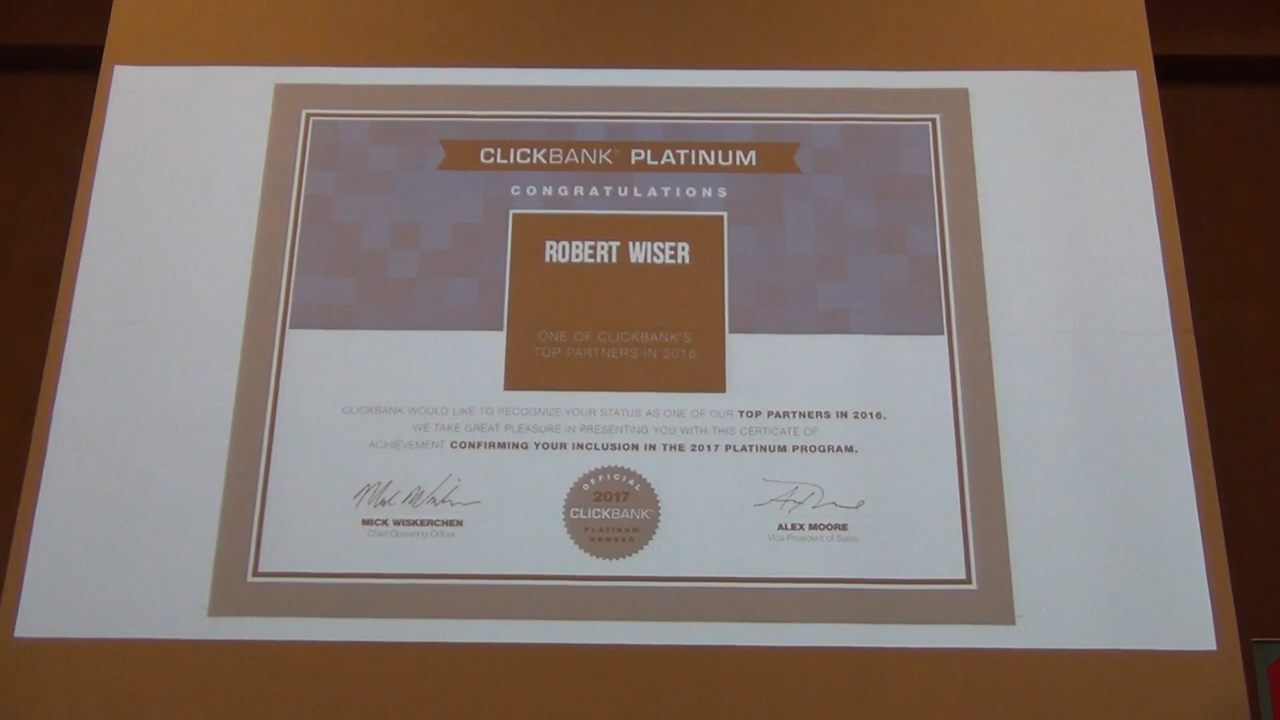 CLICKBANK® PLATINUM
CONGRATULATIONS
ROBERT WISER
ONE OF CLICKBANK'S
TOP PARTNERS IN 2016
CLICKBANK WOULD LIKE TO RECOGNIZE YOUR STATUS AS ONE OF OUR TOP PARTNERS IN 2016.
WE TAKE GREAT PLEASURE IN PRESENTING YOU WITH THIS CERTICATE OF
ACHIEVEMENT CONFIRMING YOUR INCLUSION IN THE 2017 PLATINUM PROGRAM.
MICK WISKERCHEN
Chief Operating Officer
OFFICIAL
2017
CLICKBANK®
PLATINUM
MEMBER
ALEX MOORE
Vice President of Sales